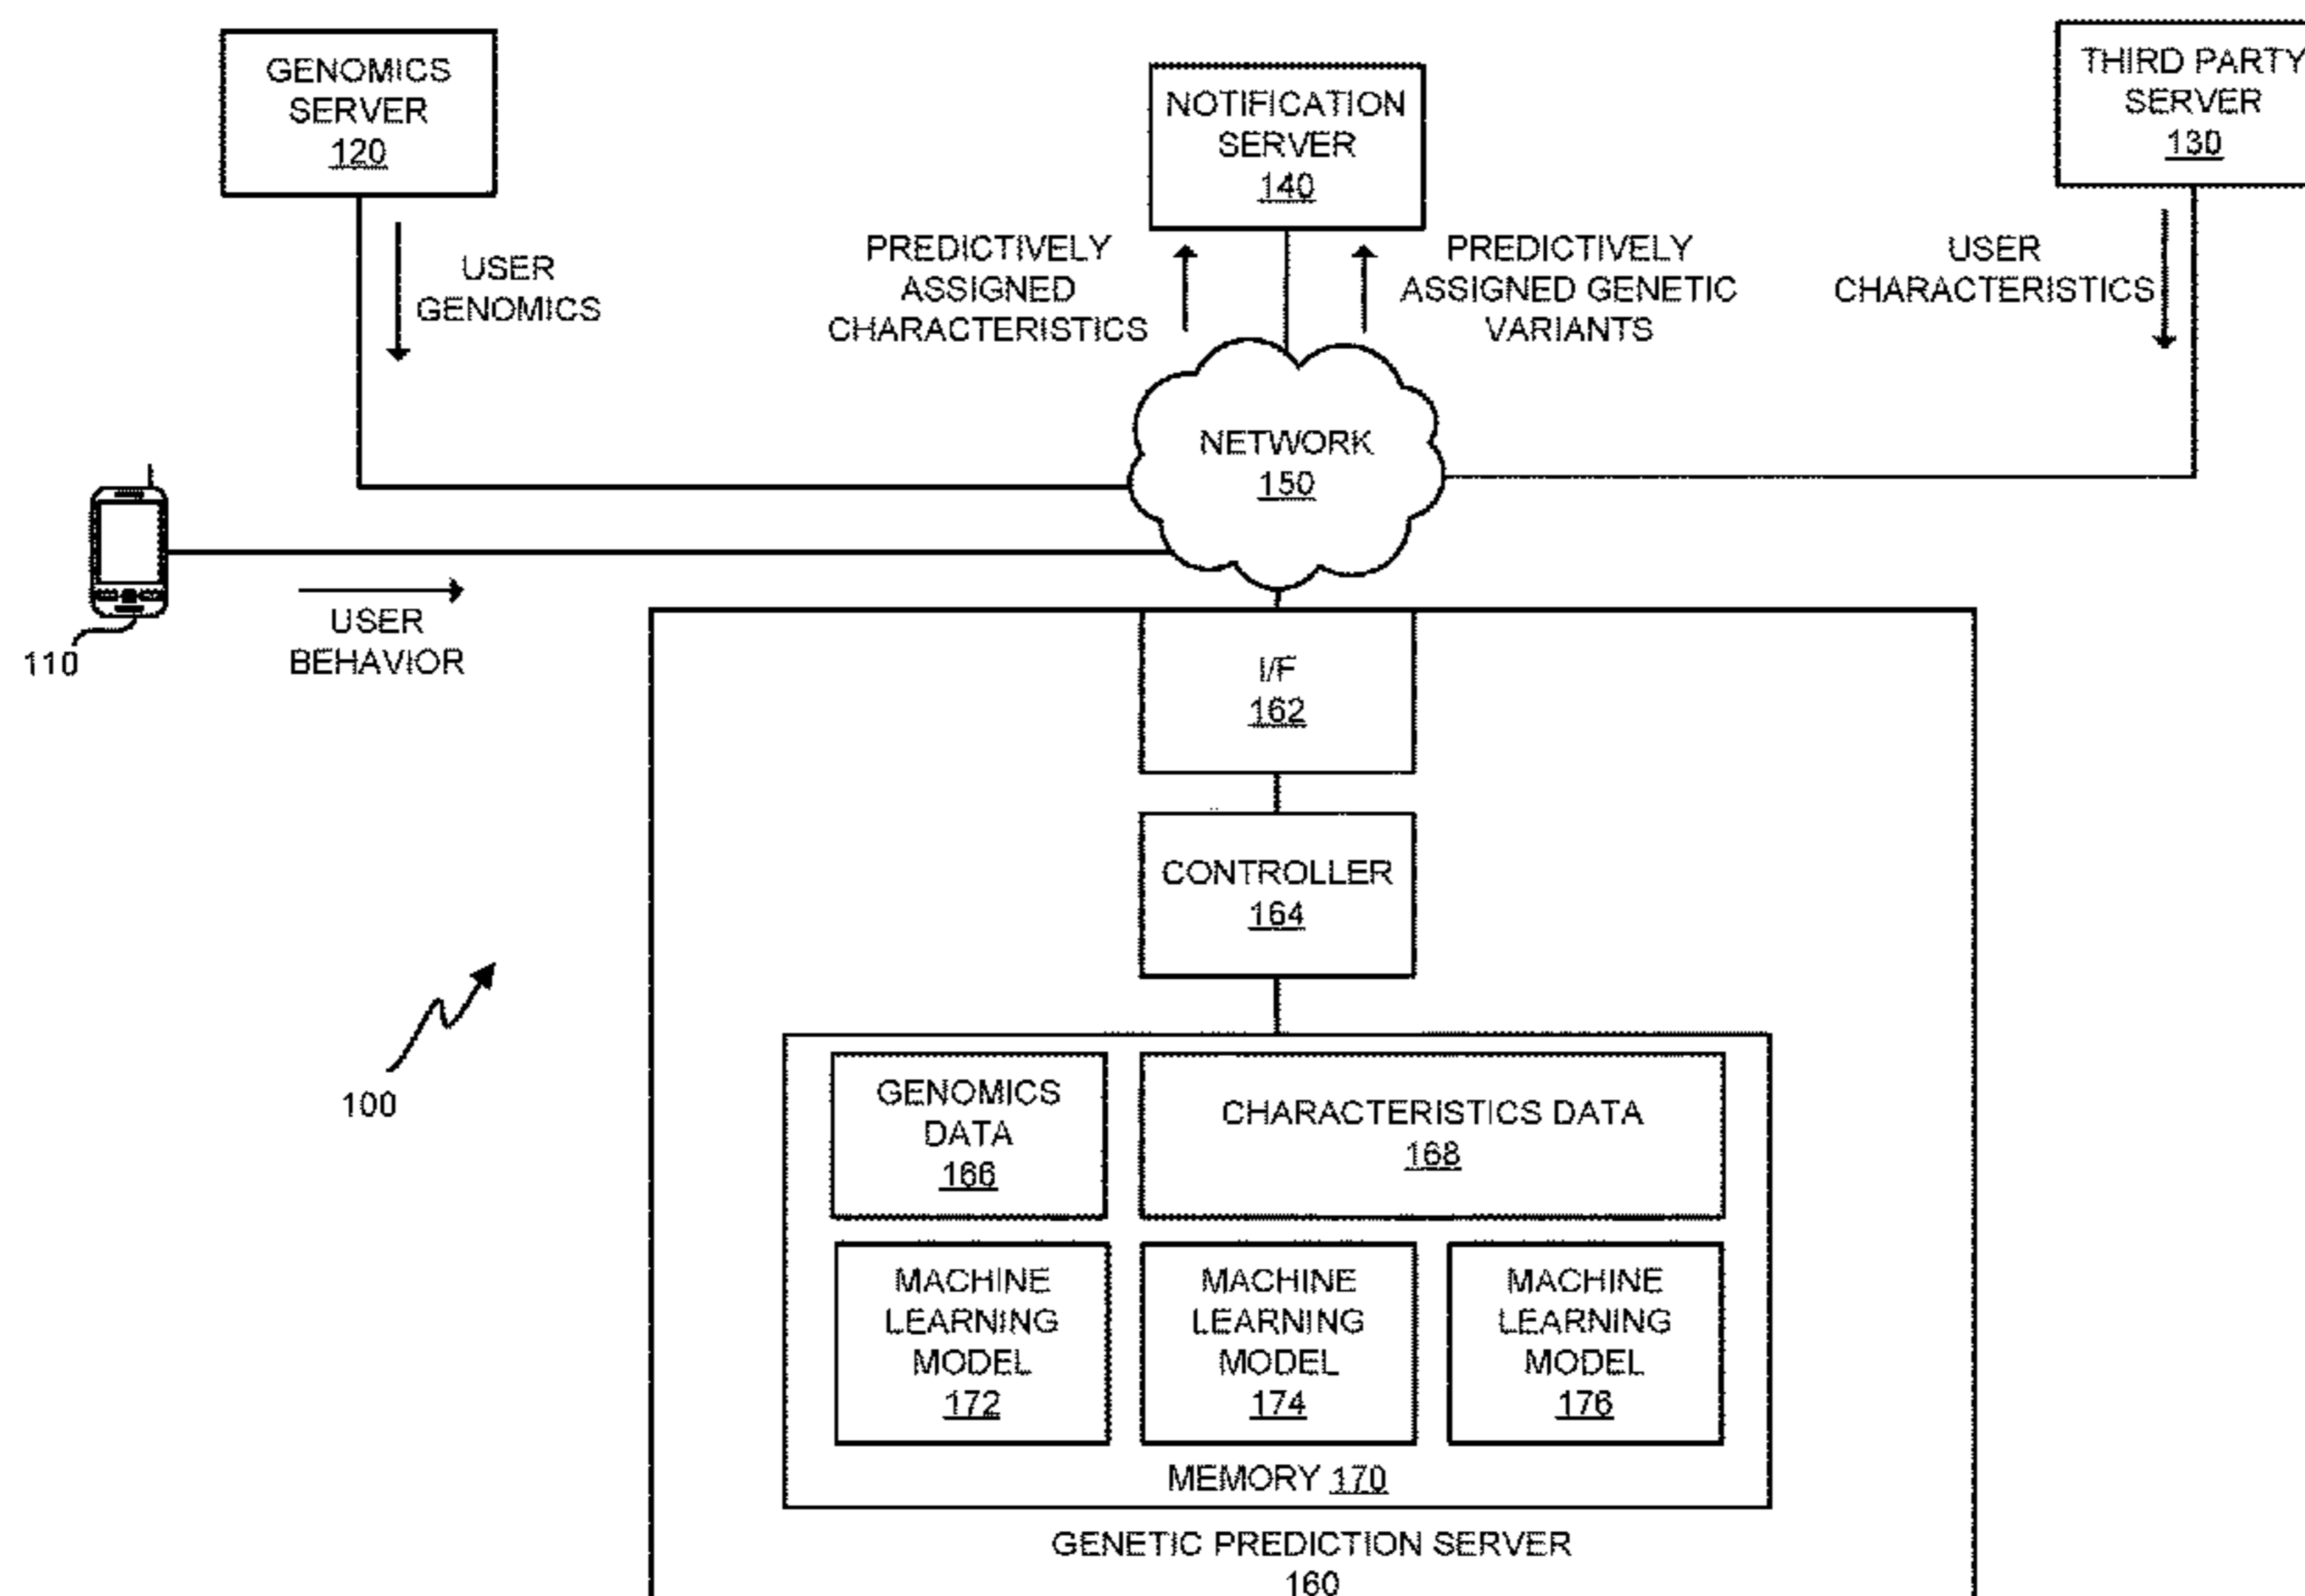 GENOMICS
SERVER
120
NOTIFICATION
SERVER
140
THIRD PARTY
SERVER
130
USER
GENOMICS
PREDICTIVELY
ASSIGNED
CHARACTERISTICS
PREDICTIVELY
ASSIGNED GENETIC
VARIANTS
USER
CHARACTERISTICS
NETWORK
150
110
USER
BEHAVIOR
I/F
162
CONTROLLER
164
100
GENOMICS
DATA
166
CHARACTERISTICS DATA
168
MACHINE
LEARNING
MODEL
172
MACHINE
LEARNING
MODEL
174
MACHINE
LEARNING
MODEL
176
MEMORY 170
GENETIC PREDICTION SERVER
160